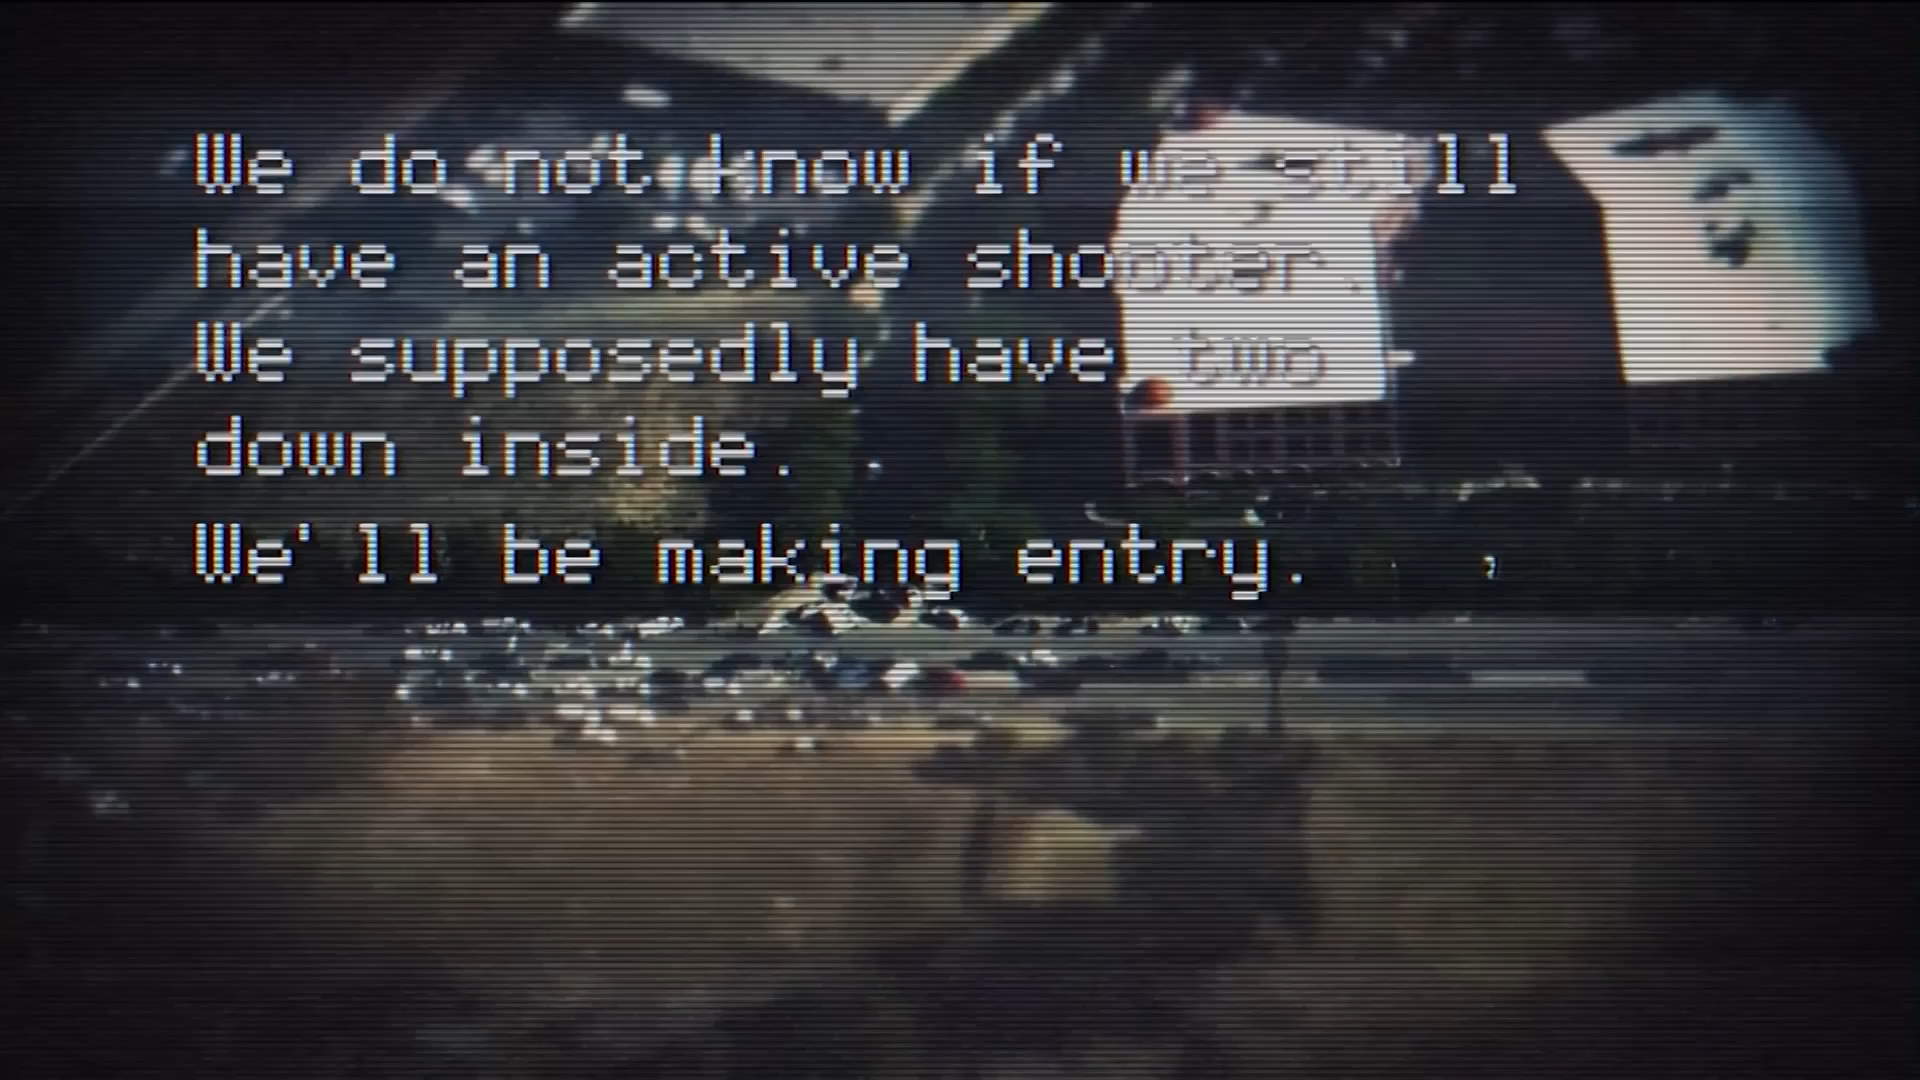 We do not know if we still
have an active shooter.
We supposedly have two
down inside.
We'll be making entry.